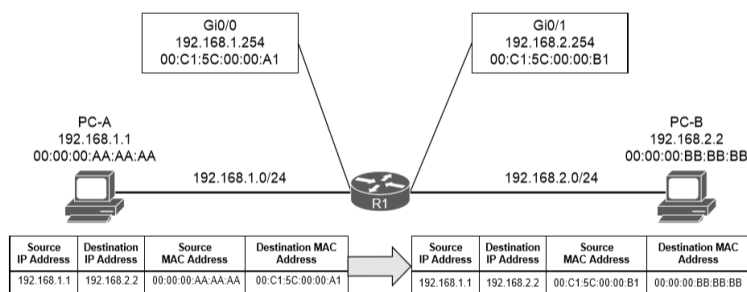 Gi0/0
192.168.1.254
00:C1:5C:00:00:A1
Gi0/1
192.168.2.254
00:C1:5C:00:00:B1
PC-A
192.168.1.1
00:00:00:AA:AA:AA
PC-B
192.168.2.2
00:00:00:BB:BB:BB
192.168.1.0/24
R1
192.168.2.0/24
Source IP Address Destination IP Address Source MAC Address Destination MAC Address
192.168.1.1 192.168.2.2 00:00:00:AA:AA:AA 00:C1:5C:00:00:A1
Source IP Address Destination IP Address Source MAC Address Destination MAC Address
192.168.1.1 192.168.2.2 00:C1:5C:00:00:B1 00:00:00:BB:BB:BB